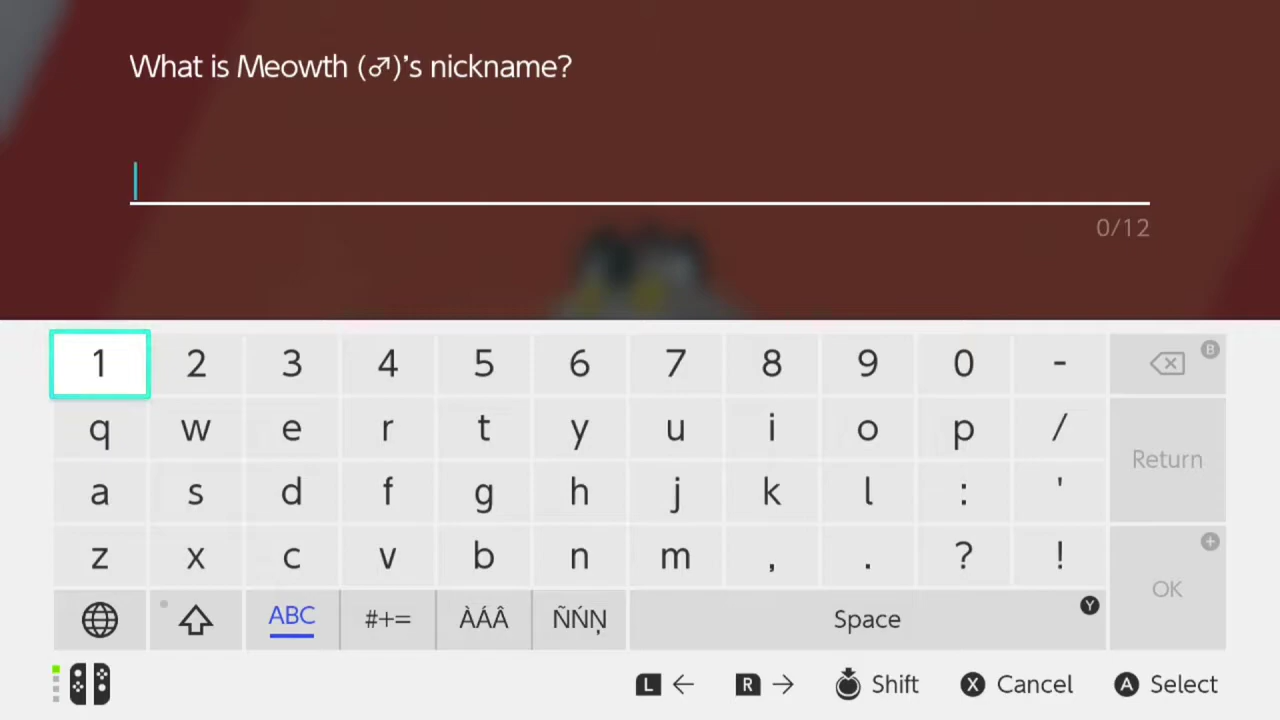 What is Meowth (♂)'s nickname?
0/12
1 2 3 4 5 6 7 8 9 0 - B
q w e r t y u i o p / Return
a s d f g h j k l : '
z x c v b n m , . ? ! + OK
ABC #+= ÀÁÂ ÑŃŅ Space Y
L ← R → Shift X Cancel A Select